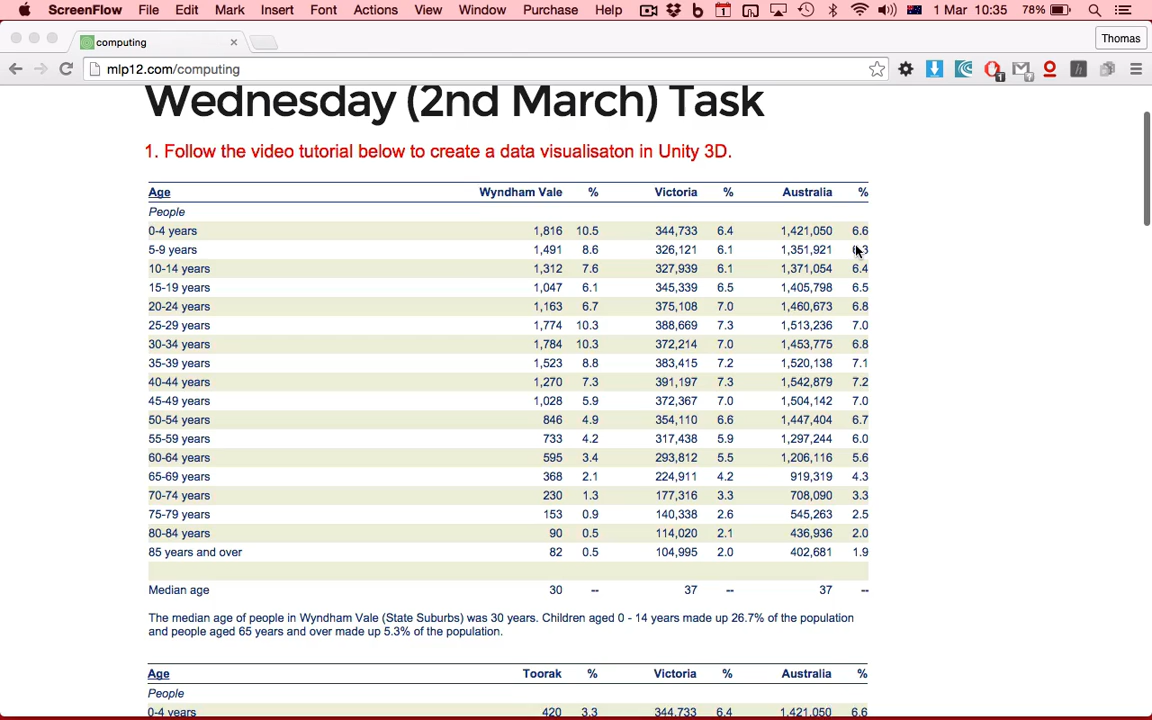 ScreenFlow File Edit Mark Insert Font Actions View Window Purchase Help 1 Mar 10:35 78%
computing Thomas
mlp12.com/computing
Wednesday (2nd March) Task
1. Follow the video tutorial below to create a data visualisaton in Unity 3D.
Age Wyndham Vale % Victoria % Australia %
People
0-4 years 1,816 10.5 344,733 6.4 1,421,050 6.6
5-9 years 1,491 8.6 326,121 6.1 1,351,921
10-14 years 1,312 7.6 327,939 6.1 1,371,054 6.4
15-19 years 1,047 6.1 345,339 6.5 1,405,798 6.5
20-24 years 1,163 6.7 375,108 7.0 1,460,673 6.8
25-29 years 1,774 10.3 388,669 7.3 1,513,236 7.0
30-34 years 1,784 10.3 372,214 7.0 1,453,775 6.8
35-39 years 1,523 8.8 383,415 7.2 1,520,138 7.1
40-44 years 1,270 7.3 391,197 7.3 1,542,879 7.2
45-49 years 1,028 5.9 372,367 7.0 1,504,142 7.0
50-54 years 846 4.9 354,110 6.6 1,447,404 6.7
55-59 years 733 4.2 317,438 5.9 1,297,244 6.0
60-64 years 595 3.4 293,812 5.5 1,206,116 5.6
65-69 years 368 2.1 224,911 4.2 919,319 4.3
70-74 years 230 1.3 177,316 3.3 708,090 3.3
75-79 years 153 0.9 140,338 2.6 545,263 2.5
80-84 years 90 0.5 114,020 2.1 436,936 2.0
85 years and over 82 0.5 104,995 2.0 402,681 1.9
Median age 30 -- 37 -- 37 --
The median age of people in Wyndham Vale (State Suburbs) was 30 years. Children aged 0 - 14 years made up 26.7% of the population
and people aged 65 years and over made up 5.3% of the population.
Age Toorak % Victoria % Australia %
People
0-4 years 420 3.3 344,733 6.4 1,421,050 6.6